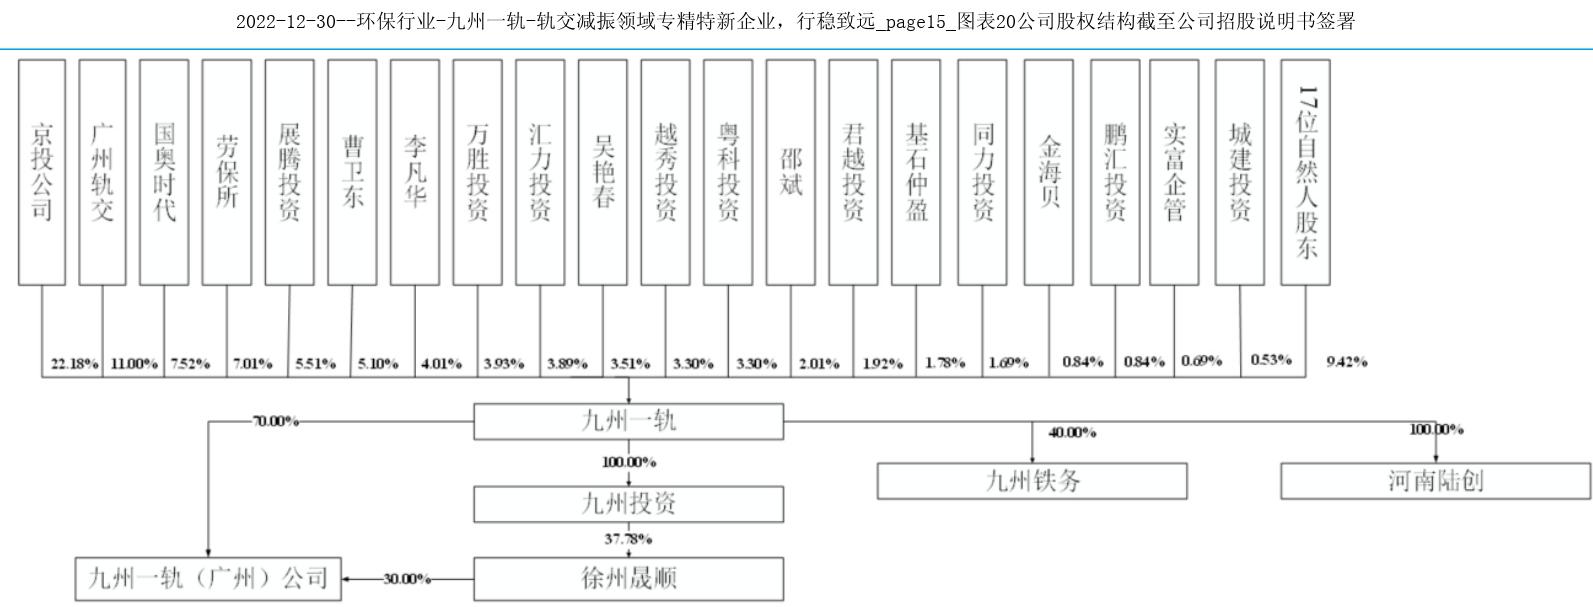 2022-12-30--环保行业-九州一轨-轨交减振领域专精特新企业，行稳致远_page15_图表20公司股权结构截至公司招股说明书签署
京投公司
广州轨交
国奥时代
劳保所
展腾投资
曹卫东
李凡华
万胜投资
汇力投资
吴艳春
越秀投资
粤科投资
邵斌
君越投资
基石仲盈
同力投资
金海贝
鹏汇投资
实富企管
城建投资
17位自然人股东
22.18%
11.00%
7.52%
7.01%
5.51%
5.10%
4.01%
3.93%
3.89%
3.51%
3.30%
3.30%
2.01%
1.92%
1.78%
1.69%
0.84%
0.84%
0.69%
0.53%
9.42%
九州一轨
70.00%
40.00%
100.00%
100.00%
九州铁务
河南陆创
九州投资
37.78%
九州一轨（广州）公司
30.00%
徐州晟顺